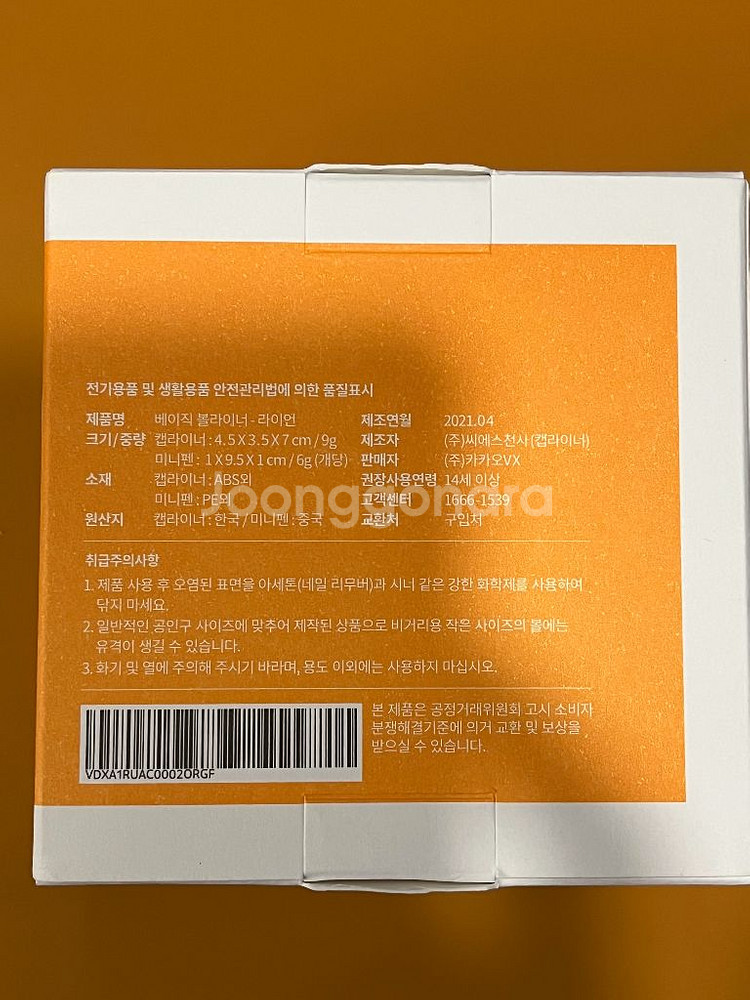 전기용품 및 생활용품 안전관리법에 의한 품질표시
제품명 베이직 볼라이너 - 라이언 제조연월 2021.04
크기/중량 캡라이너 : 4.5 X 3.5 X 7 cm / 9g 제조자 (주)씨에스천사(캡라이너)
미니펜 : 1 X 9.5 X 1 cm / 6g (개당) 판매자 (주)카카오VX
소재 캡라이너 : ABS외 권장사용연령 14세 이상
미니펜 : PE외 고객센터 1666-1539
Joonggonara
원산지 캡라이너 : 한국 / 미니펜 : 중국 교환처 구입처
취급주의사항
1. 제품 사용 후 오염된 표면을 아세톤(네일 리무버)과 시너 같은 강한 화학제를 사용하여
닦지 마세요.
2. 일반적인 공인구 사이즈에 맞추어 제작된 상품으로 비거리용 작은 사이즈의 볼에는
유격이 생길 수 있습니다.
3. 화기 및 열에 주의해 주시기 바라며, 용도 이외에는 사용하지 마십시오.
본 제품은 공정거래위원회 고시 소비자
분쟁해결기준에 의거 교환 및 보상을
받으실 수 있습니다.
VDXA1RUAC0002ORGF